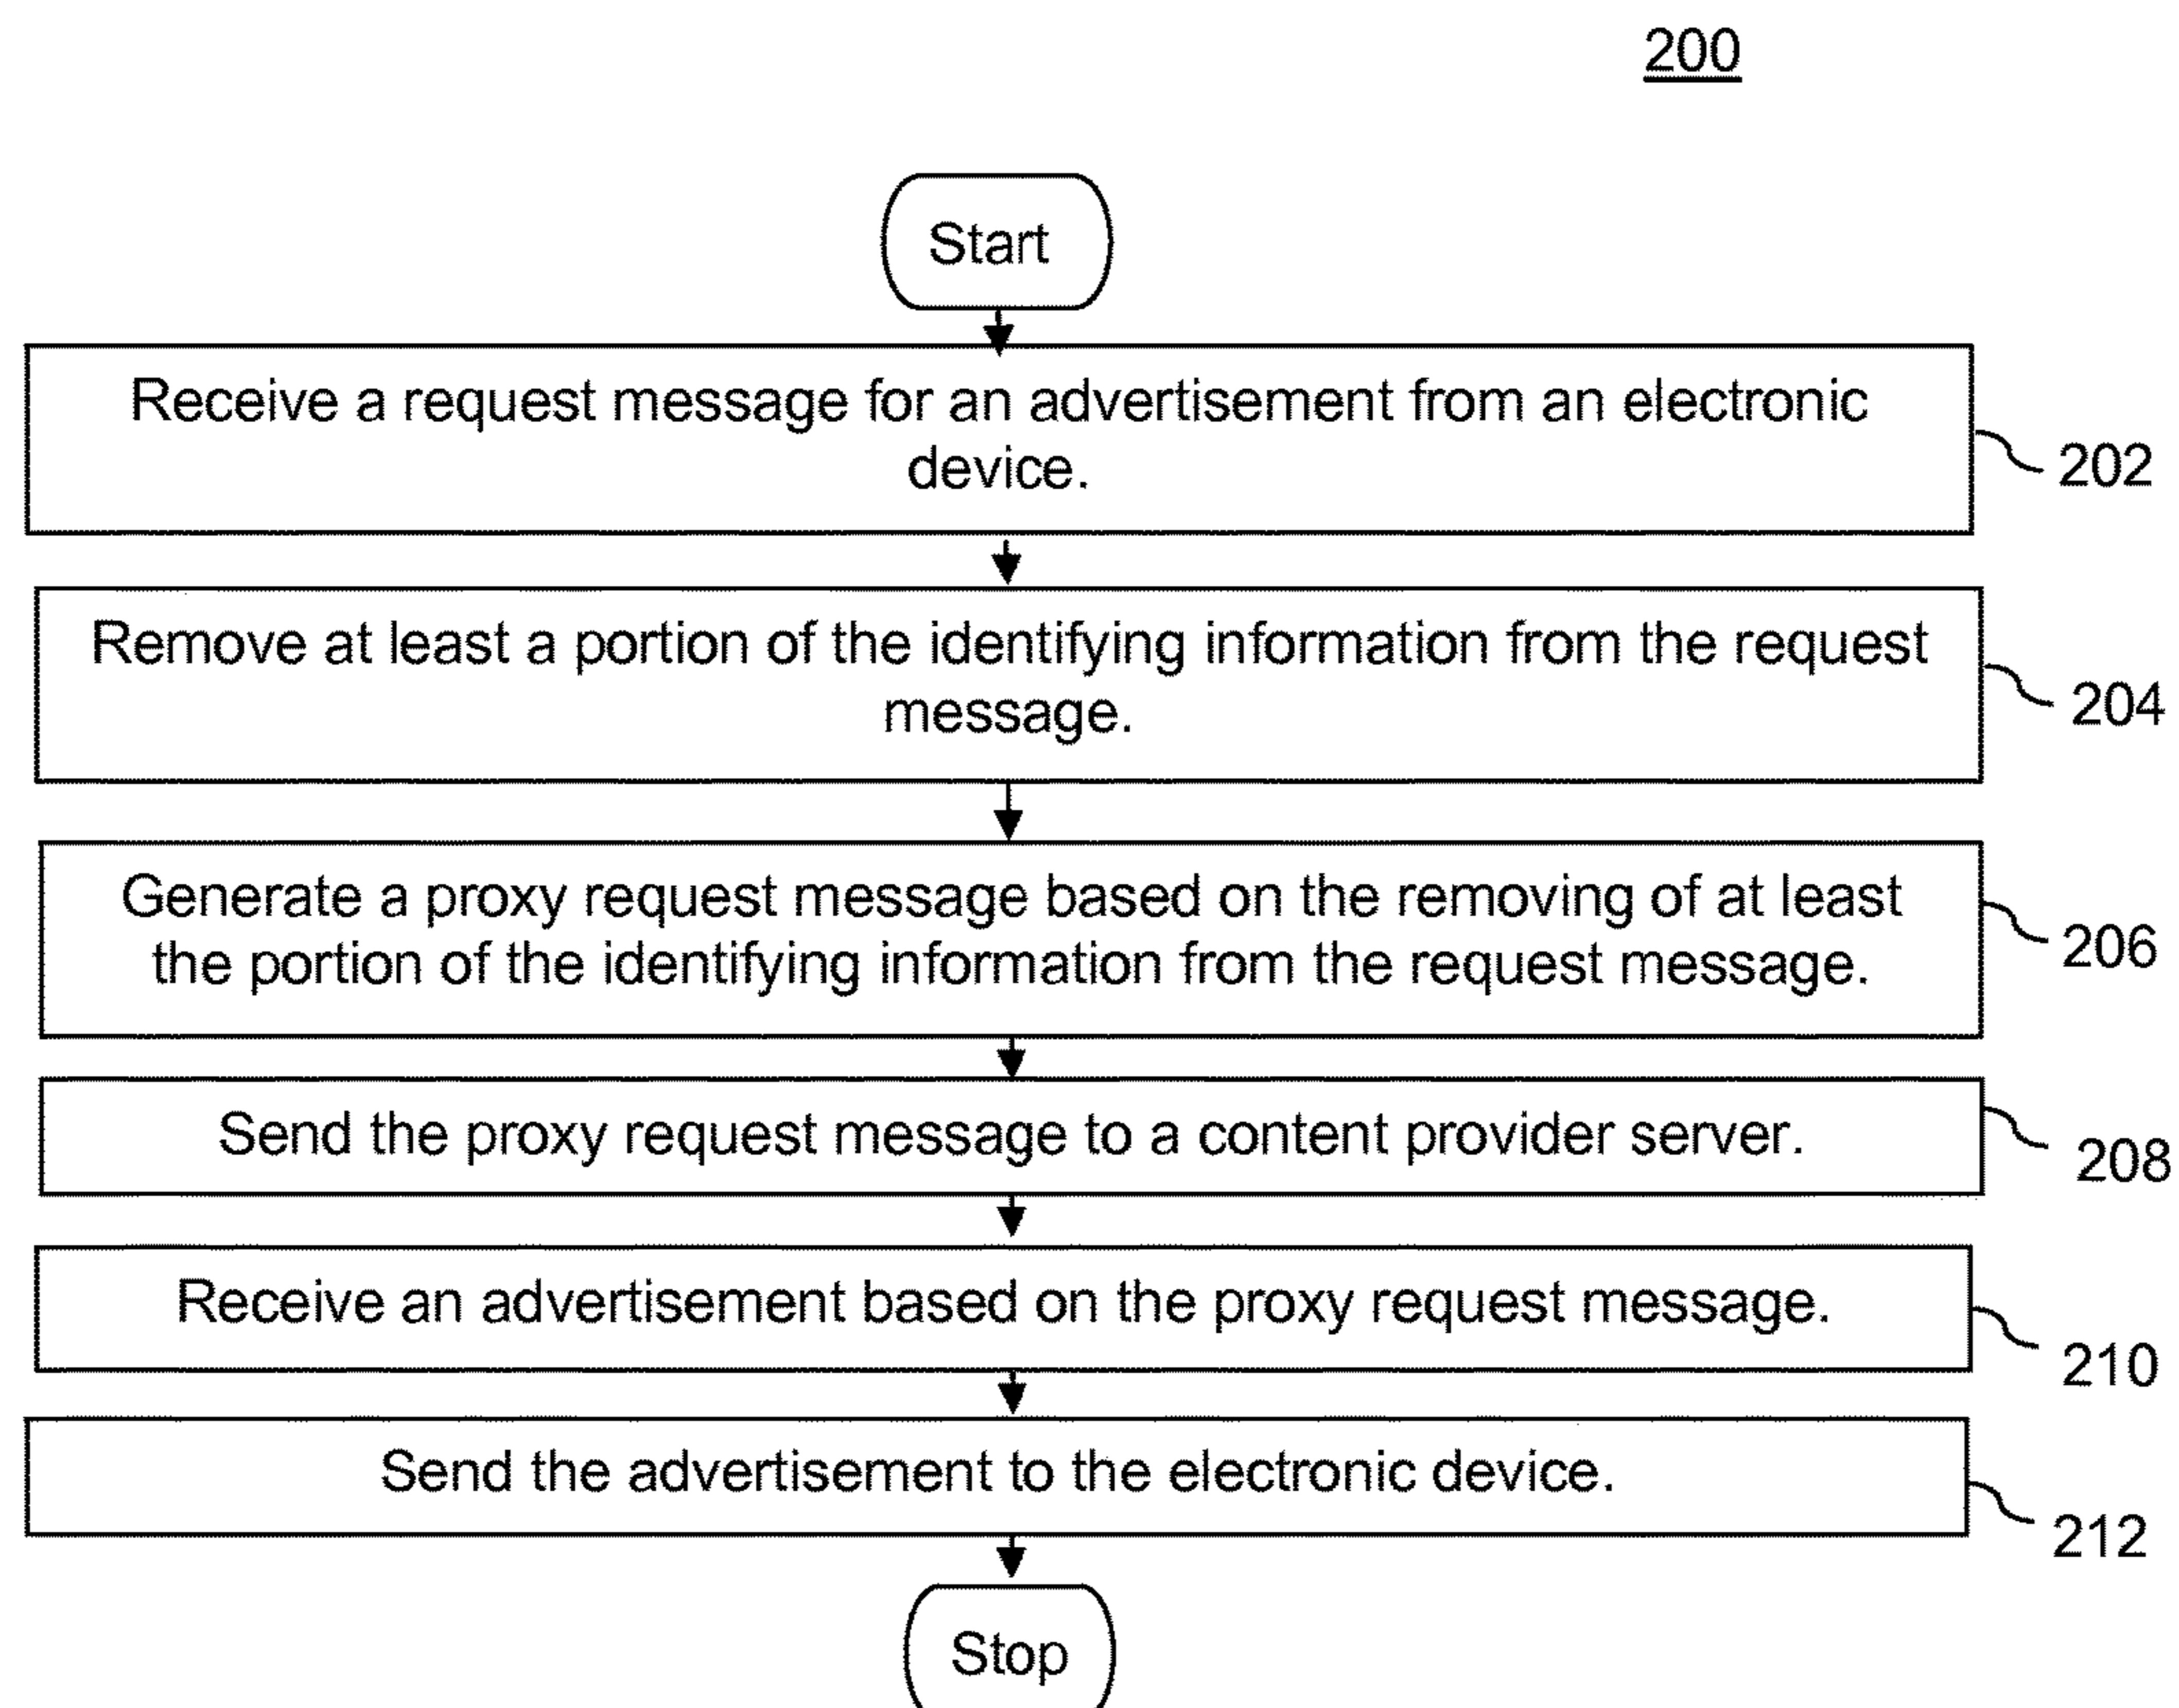 200
Start
Receive a request message for an advertisement from an electronic
device.
202
Remove at least a portion of the identifying information from the request
message.
204
Generate a proxy request message based on the removing of at least
the portion of the identifying information from the request message.
206
Send the proxy request message to a content provider server.
208
Receive an advertisement based on the proxy request message.
210
Send the advertisement to the electronic device.
212
Stop